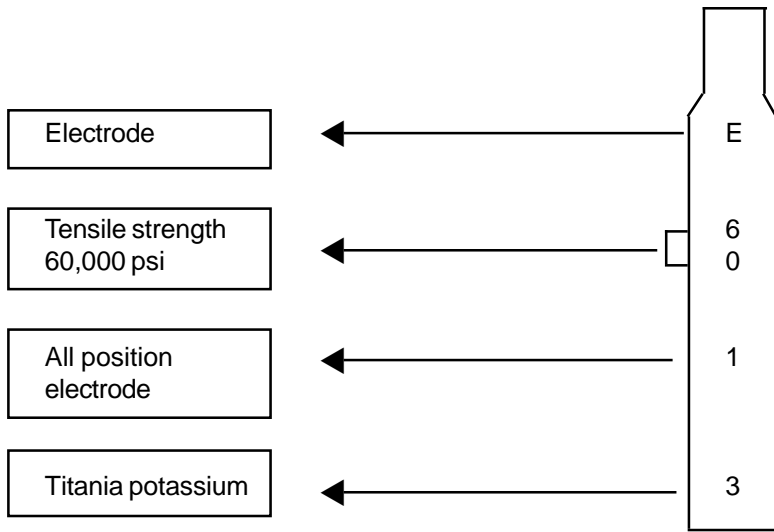 Electrode
E
Tensile strength
60,000 psi
6
0
All position
electrode
1
Titania potassium
3